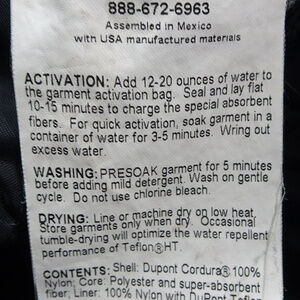 888-672-6963
Assembled in Mexico
with USA manufactured materials
ACTIVATION: Add 12-20 ounces of water to
the garment activation bag. Seal and lay flat
10-15 minutes to charge the special absorbent
fibers. For quick activation, soak garment in a
container of water for 3-5 minutes. Wring out
excess water.
WASHING: PRESOAK garment for 5 minutes
before adding mild detergent. Wash on gentle
cycle. Do not use chlorine bleach.
DRYING: Line or machine dry on low heat.
Store garments only when dry. Occasional
tumble-drying will optimize the water repellent
performance of Teflon®HT.
CONTENTS: Shell: Dupont Cordura® 100%
Nylon; Core: Polyester and super-absorbent
fiber; Liner: 100% Nylon with DuPont Teflon